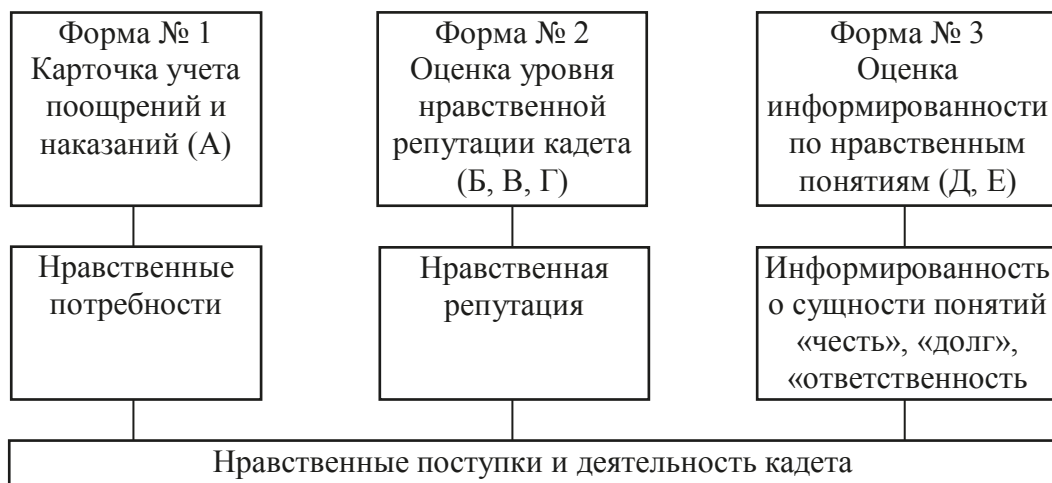 Форма № 1
Карточка учета
поощрений и
наказаний (А)
Форма № 2
Оценка уровня
нравственной
репутации кадета
(Б, В, Г)
Форма № 3
Оценка
информированности
по нравственным
понятиям (Д, Е)
Нравственные
потребности
Нравственная
репутация
Информированность
о сущности понятий
«честь», «долг»,
«ответственность
Нравственные поступки и деятельность кадета